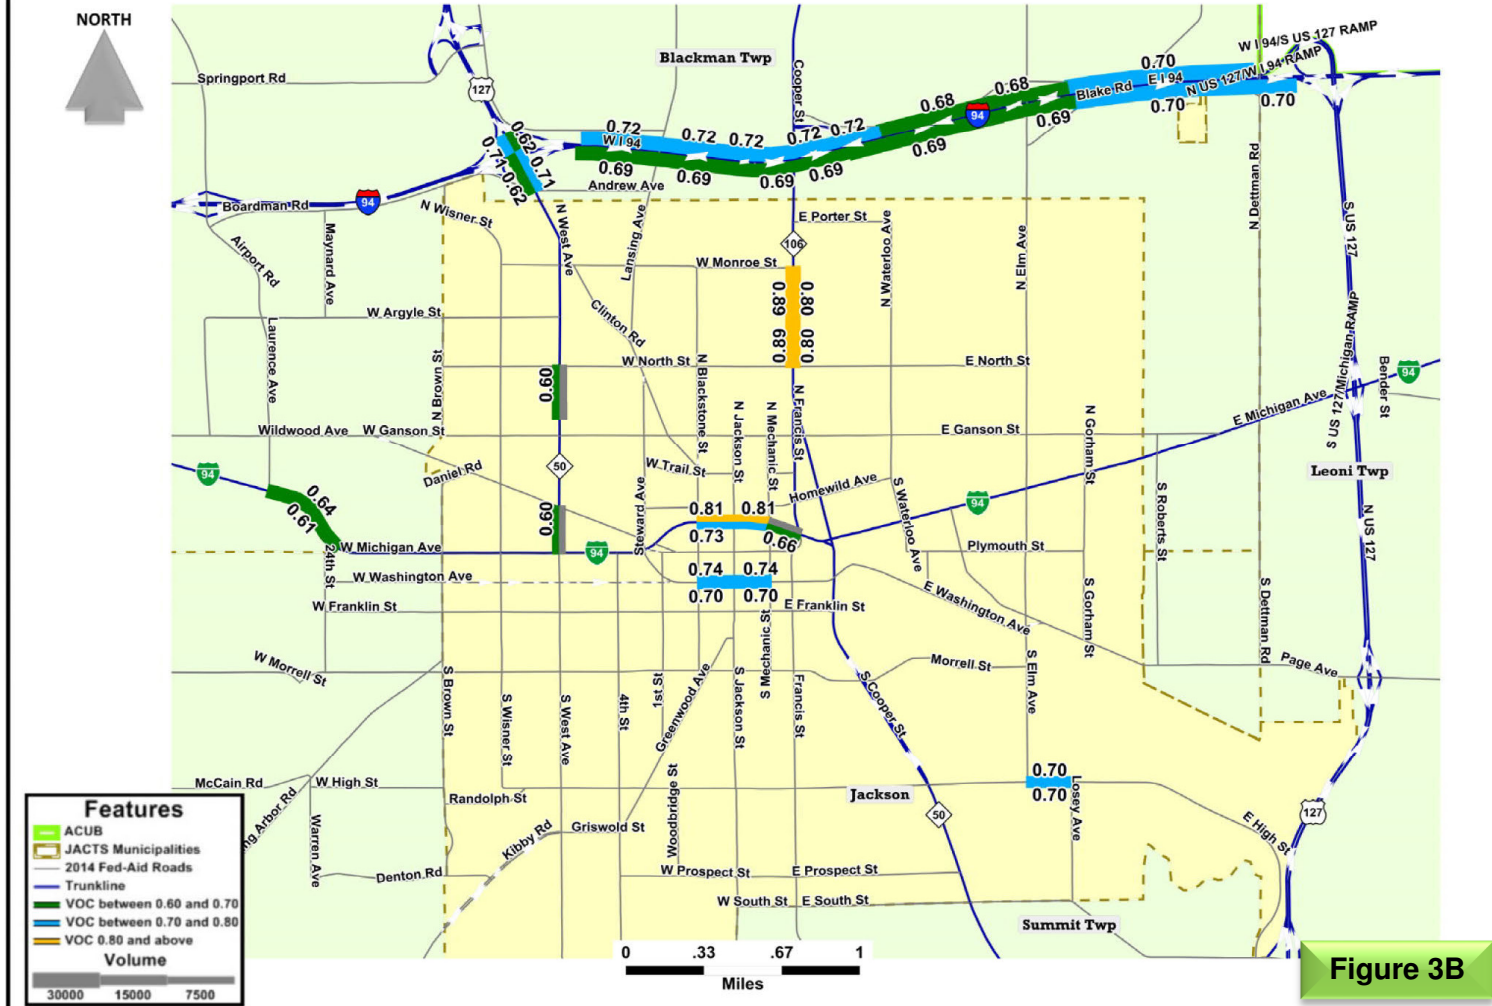 NORTH
W I 94/S US 127 RAMP
Blackman Twp
Cooper St
0.70
E I 94
N US 127/W I 94 RAMP
Springport Rd
127
0.68
0.68
Blake Rd
0.70
0.70
94
0.62
0.72
0.72
0.72
0.72
0.72
0.69
W I 94
0.71
0.71
0.62
0.69
0.69
0.69
0.69
0.69
Andrew Ave
N Dettman Rd
94
Boardman Rd
N Wisner St
N West Ave
Lansing Ave
E Porter St
106
N Waterloo Ave
N Elm Ave
S US 127
Airport Rd
Maynard Ave
W Monroe St
0.89
0.80
W Argyle St
Clinton Rd
0.89
0.80
S US 127/Michigan RAMP
Laurence Ave
N Brown St
W North St
N Blackstone St
E North St
Bender St
94
0.60
N Jackson St
N Mechanic St
N Francis St
N Gorham St
E Michigan Ave
Wildwood Ave
W Ganson St
E Ganson St
94
Daniel Rd
50
W Trail St
Homewild Ave
S Waterloo Ave
94
S Roberts St
Leoni Twp
0.64
0.61
Steward Ave
0.60
0.81
0.81
0.73
0.66
N US 127
24th St
W Michigan Ave
94
Plymouth St
W Washington Ave
0.74
0.74
0.70
0.70
E Washington Ave
S Gorham St
S Dettman Rd
W Franklin St
E Franklin St
W Morrell St
S Mechanic St
Morrell St
Page Ave
S Brown St
S Wisner St
S West Ave
4th St
1st St
Greenwood Ave
S Jackson St
Francis St
S Cooper St
S Elm Ave
McCain Rd
W High St
0.70
0.70
Losey Ave
Randolph St
Jackson
ng Arbor Rd
Warren Ave
Kibby Rd
Griswold St
Woodbridge St
50
E High St
127
Denton Rd
W Prospect St
E Prospect St
W South St
E South St
Summit Twp
Features
ACUB
JACTS Municipalities
2014 Fed-Aid Roads
Trunkline
VOC between 0.60 and 0.70
VOC between 0.70 and 0.80
VOC 0.80 and above
Volume
30000 15000 7500
0 .33 .67 1
Miles
Figure 3B